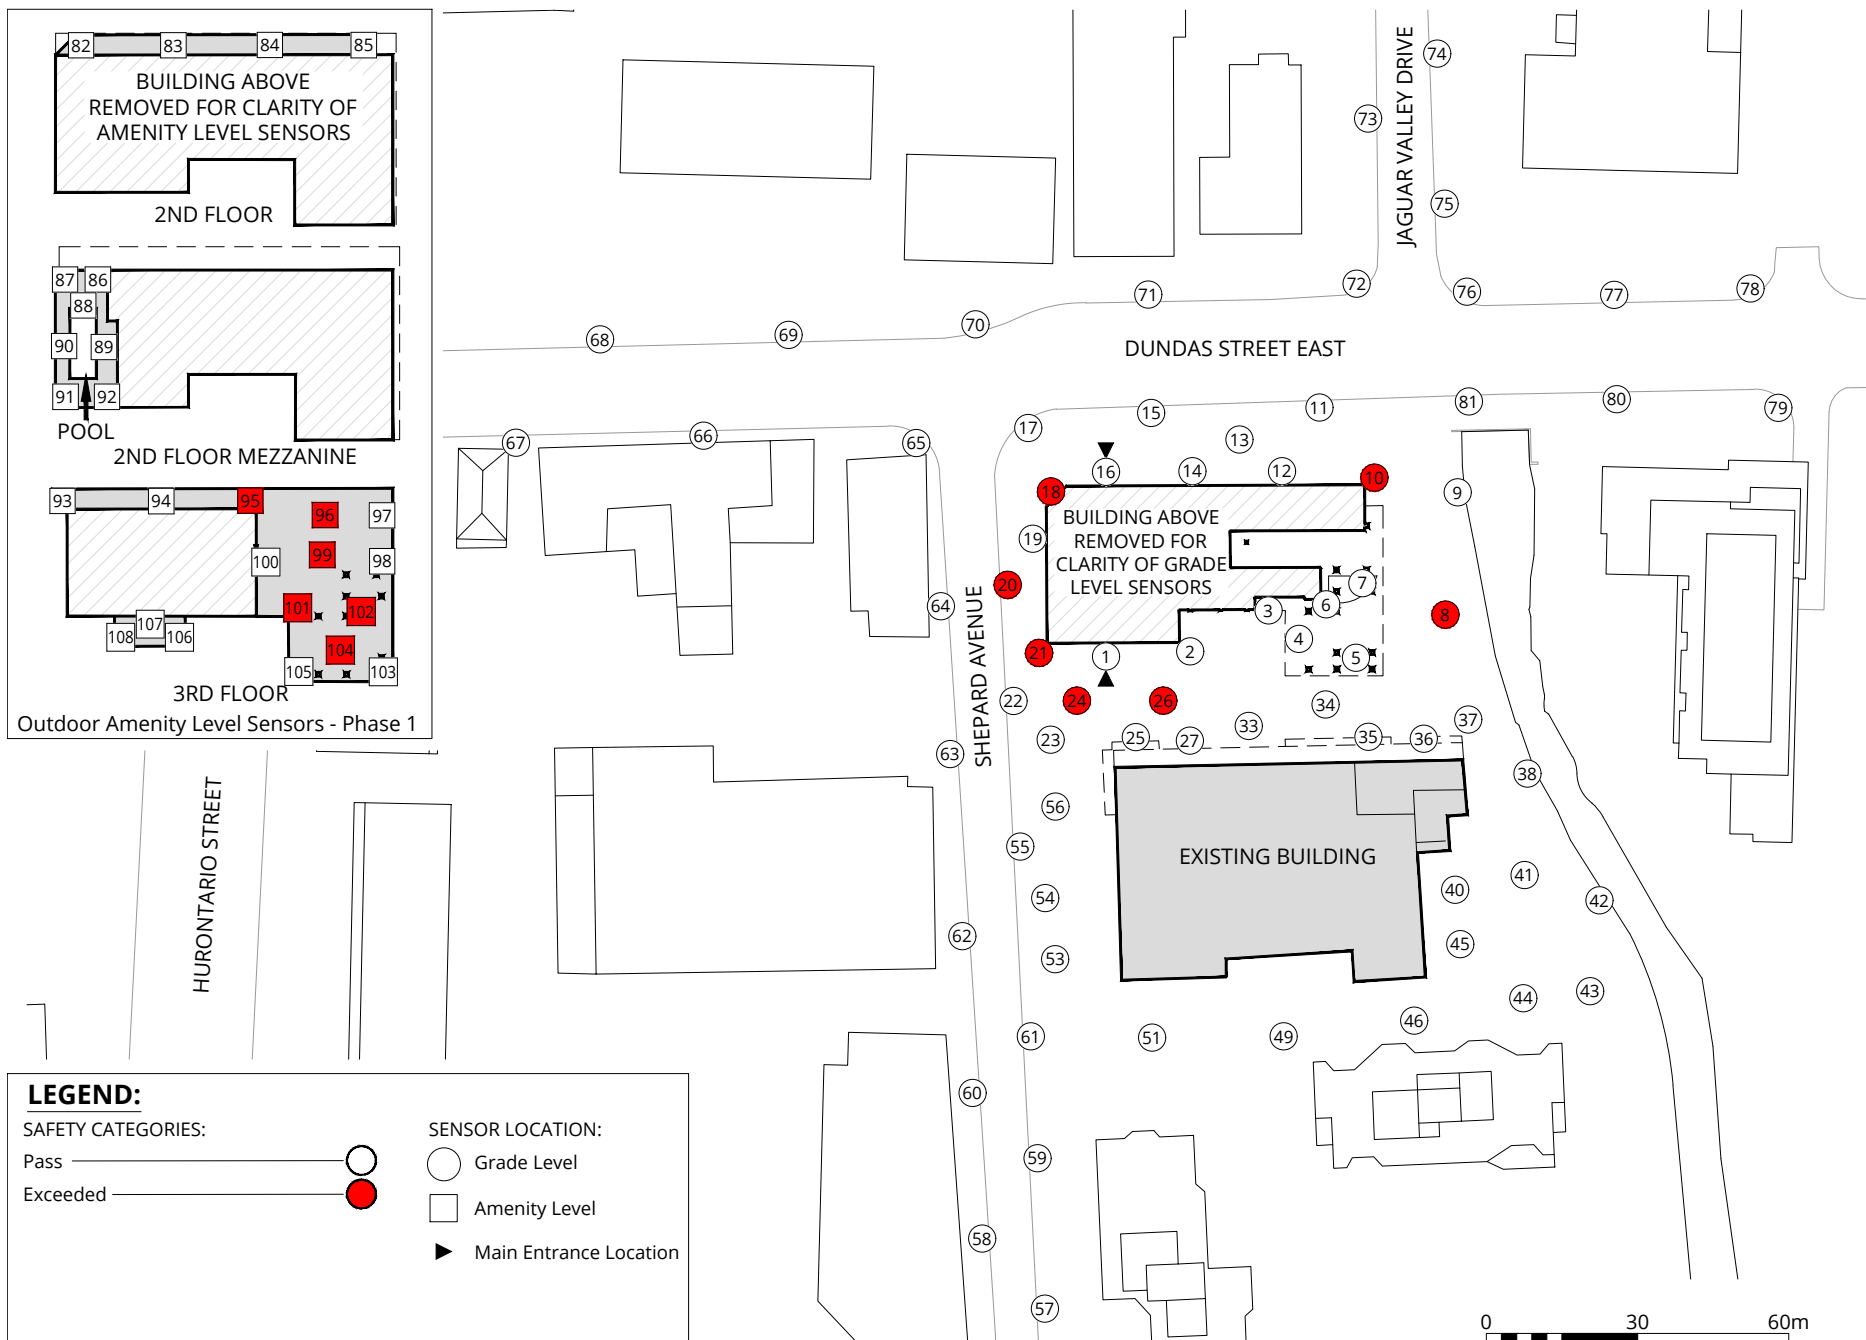 82 83 84 85
BUILDING ABOVE
REMOVED FOR CLARITY OF
AMENITY LEVEL SENSORS
2ND FLOOR
87 86
88
90 89
91 92
POOL
2ND FLOOR MEZZANINE
93 94 95 96 97
99
100 98
101 102
107
108 106
104
105 103
3RD FLOOR
Outdoor Amenity Level Sensors - Phase 1
JAGUAR VALLEY DRIVE
74
73
75
72 76 77 78
71
70
69
68
DUNDAS STREET EAST
67 66 65
17 15 11 81 80 79
13
16 14 12 10
18 9
BUILDING ABOVE
REMOVED FOR
CLARITY OF GRADE
LEVEL SENSORS
19
20
7
64
3 6 8
4
21 1 2 5
SHEPARD AVENUE
22 24 26 34
23 25 27 33 35 36 37
63
38
56
55
EXISTING BUILDING
54 40 41 42
62
53 45
44 43
61 51 49 46
60
59
58
57
HURONTARIO STREET
LEGEND:
SAFETY CATEGORIES:
Pass
Exceeded
SENSOR LOCATION:
Grade Level
Amenity Level
Main Entrance Location
0 30 60m